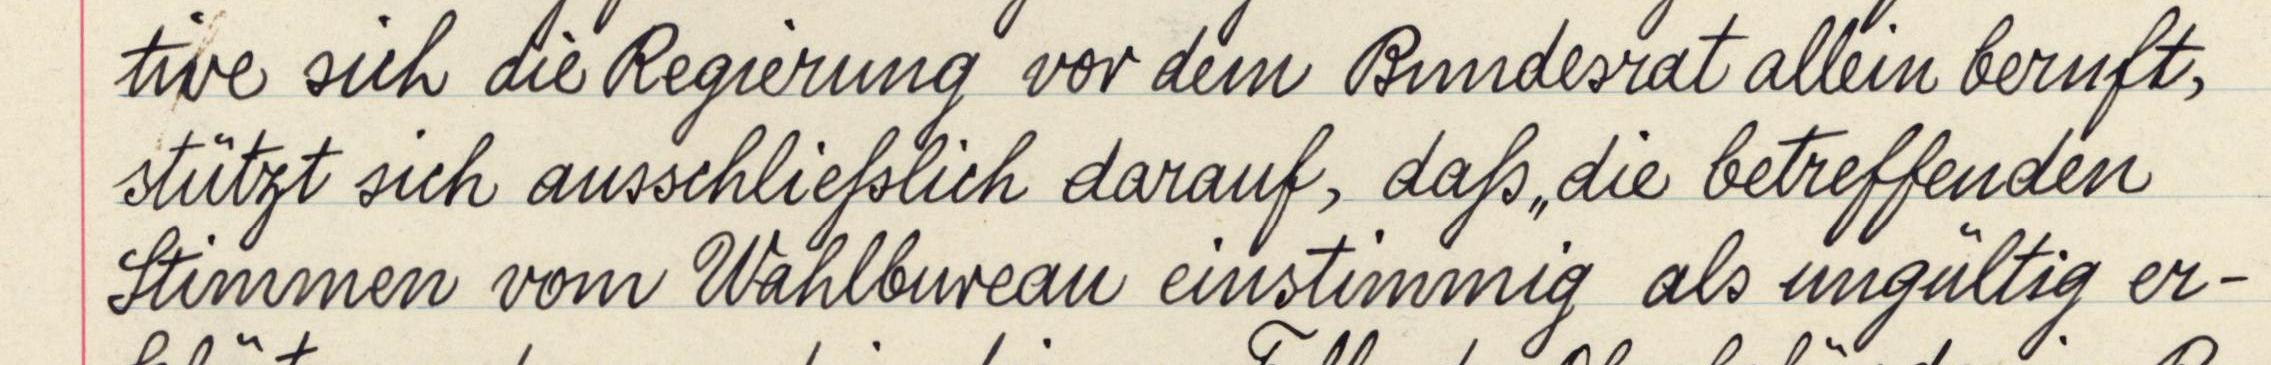 tive sich die Regierung vor dem Bundesrat allein beruft,
stützt sich ausschließlich darauf, daß „die betreffenden
Stimmen vom Wahlbureau einstimmig als ungültig er-